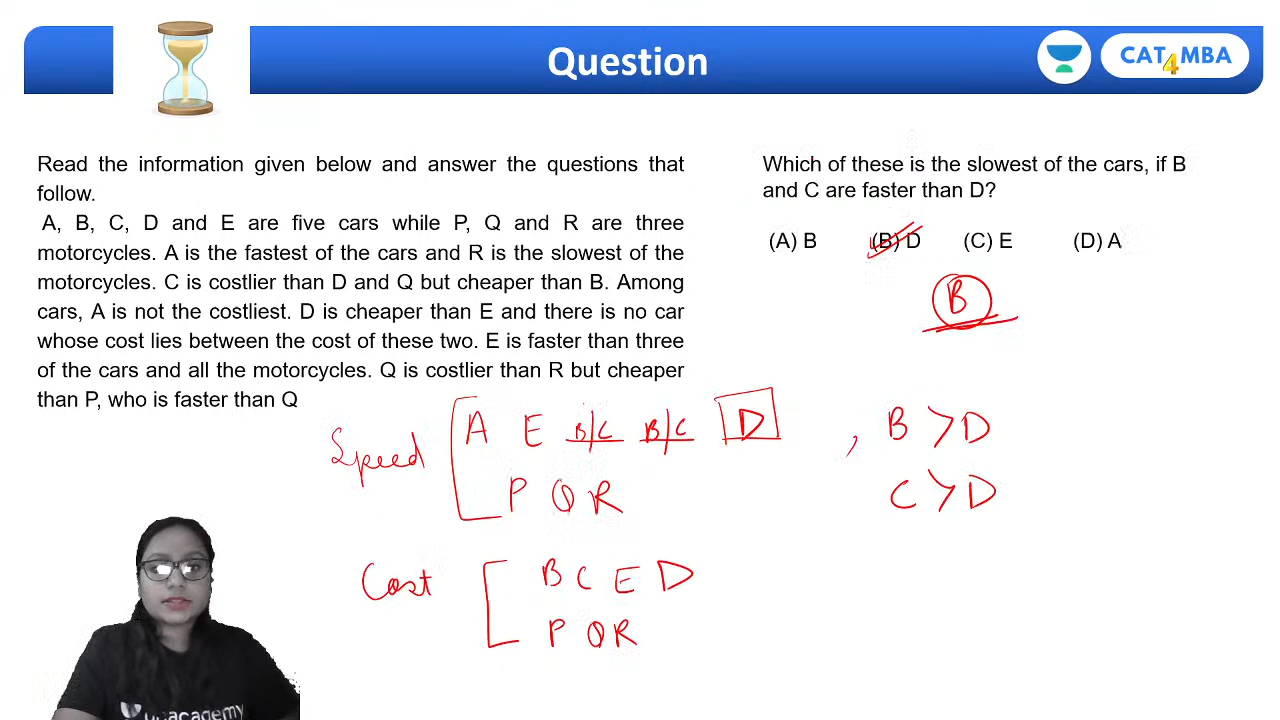 Question
CAT4MBA
Read the information given below and answer the questions that
follow.
A, B, C, D and E are five cars while P, Q and R are three
motorcycles. A is the fastest of the cars and R is the slowest of the
motorcycles. C is costlier than D and Q but cheaper than B. Among
cars, A is not the costliest. D is cheaper than E and there is no car
whose cost lies between the cost of these two. E is faster than three
of the cars and all the motorcycles. Q is costlier than R but cheaper
than P, who is faster than Q
Which of these is the slowest of the cars, if B
and C are faster than D?
(A) B (B) D (C) E (D) A
B
Speed A E B/C B/C D , B > D
P Q R C > D
Cost B C E D
P Q R
unacademy